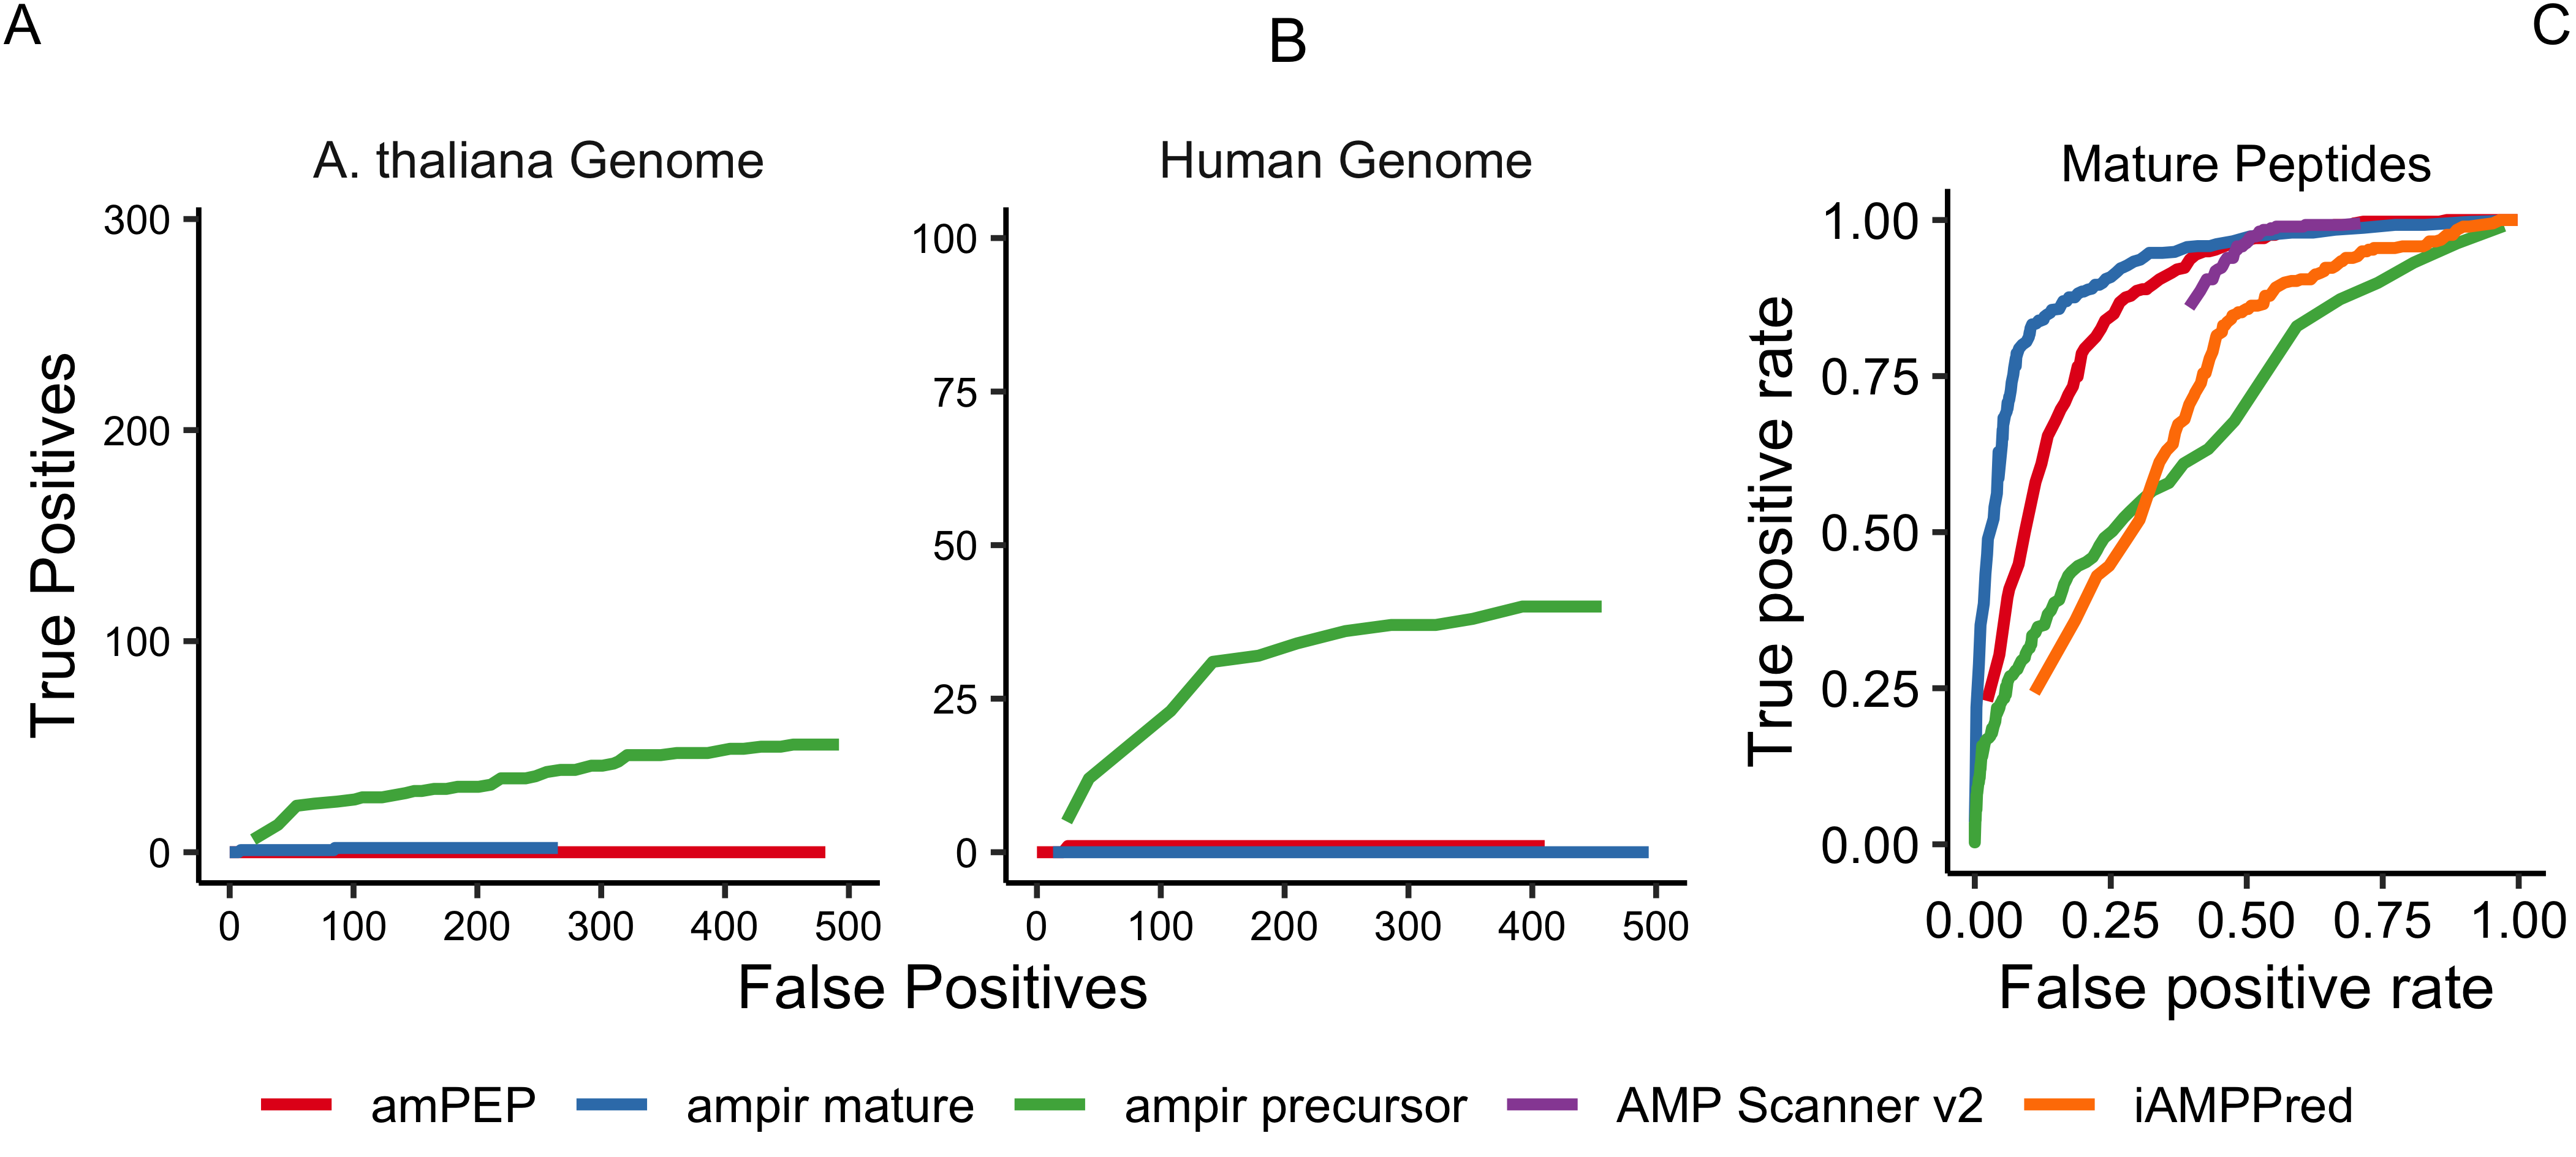 A
B
C
A. thaliana Genome
Human Genome
Mature Peptides
True Positives
300
200
100
0
0 100 200 300 400 500
100
75
50
25
0
0 100 200 300 400 500
False Positives
True positive rate
1.00
0.75
0.50
0.25
0.00
0.00 0.25 0.50 0.75 1.00
False positive rate
amPEP ampir mature ampir precursor AMP Scanner v2 iAMPPred